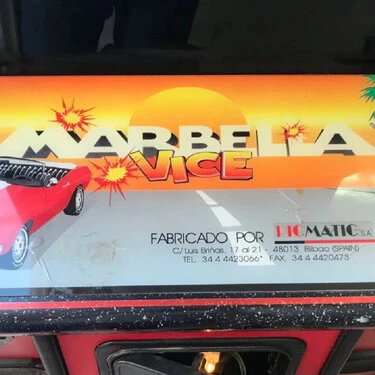 MARBELLA
VICE
FABRICADO POR PICMATIC S.A.
C/ Luis Briñas, 17 al 21 - 48013 Bilbao (SPAIN)
TEL. 34 4 4423066* FAX. 34 4 4420473